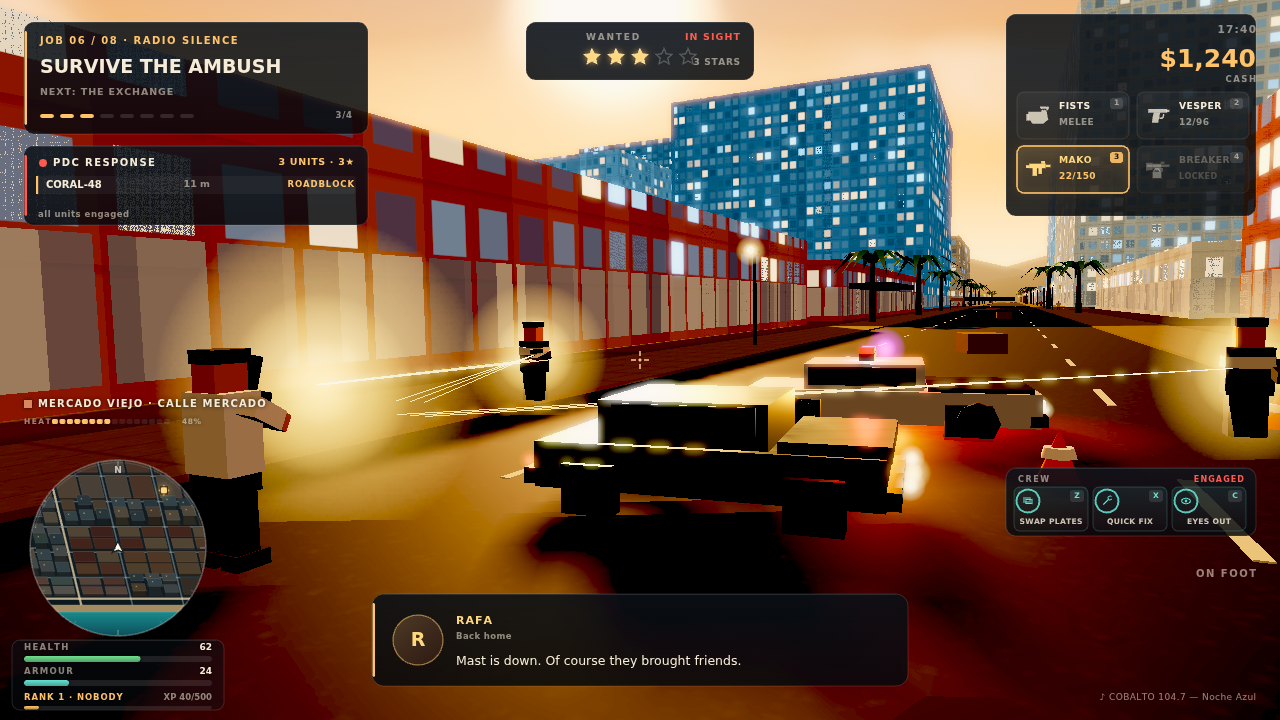 JOB 06 / 08 · RADIO SILENCE
SURVIVE THE AMBUSH
NEXT: THE EXCHANGE
3/4
PDC RESPONSE
3 UNITS · 3★
CORAL-48
11 m
ROADBLOCK
all units engaged
WANTED
IN SIGHT
3 STARS
17:40
$1,240
CASH
FISTS
1
MELEE
VESPER
2
12/96
MAKO
3
22/150
BREAKER
4
LOCKED
MERCADO VIEJO · CALLE MERCADO
HEAT
48%
N
HEALTH
62
ARMOUR
24
RANK 1 · NOBODY
XP 40/500
CREW
ENGAGED
Z
SWAP PLATES
X
QUICK FIX
C
EYES OUT
ON FOOT
R
RAFA
Back home
Mast is down. Of course they brought friends.
♪ COBALTO 104.7 — Noche Azul